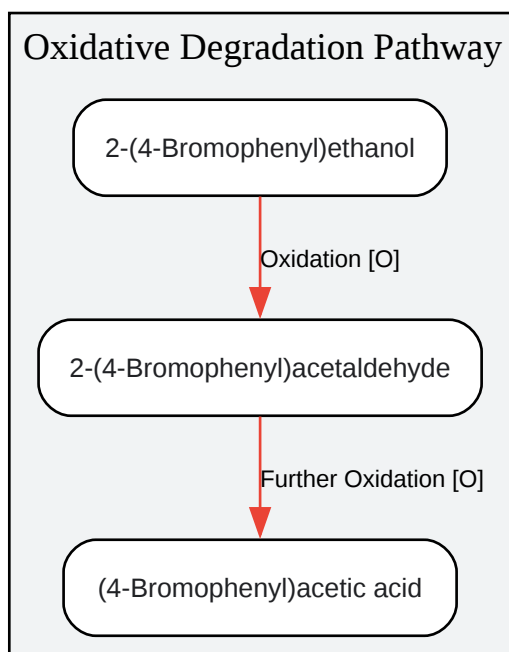 Oxidative Degradation Pathway
2-(4-Bromophenyl)ethanol
Oxidation [O]
2-(4-Bromophenyl)acetaldehyde
Further Oxidation [O]
(4-Bromophenyl)acetic acid